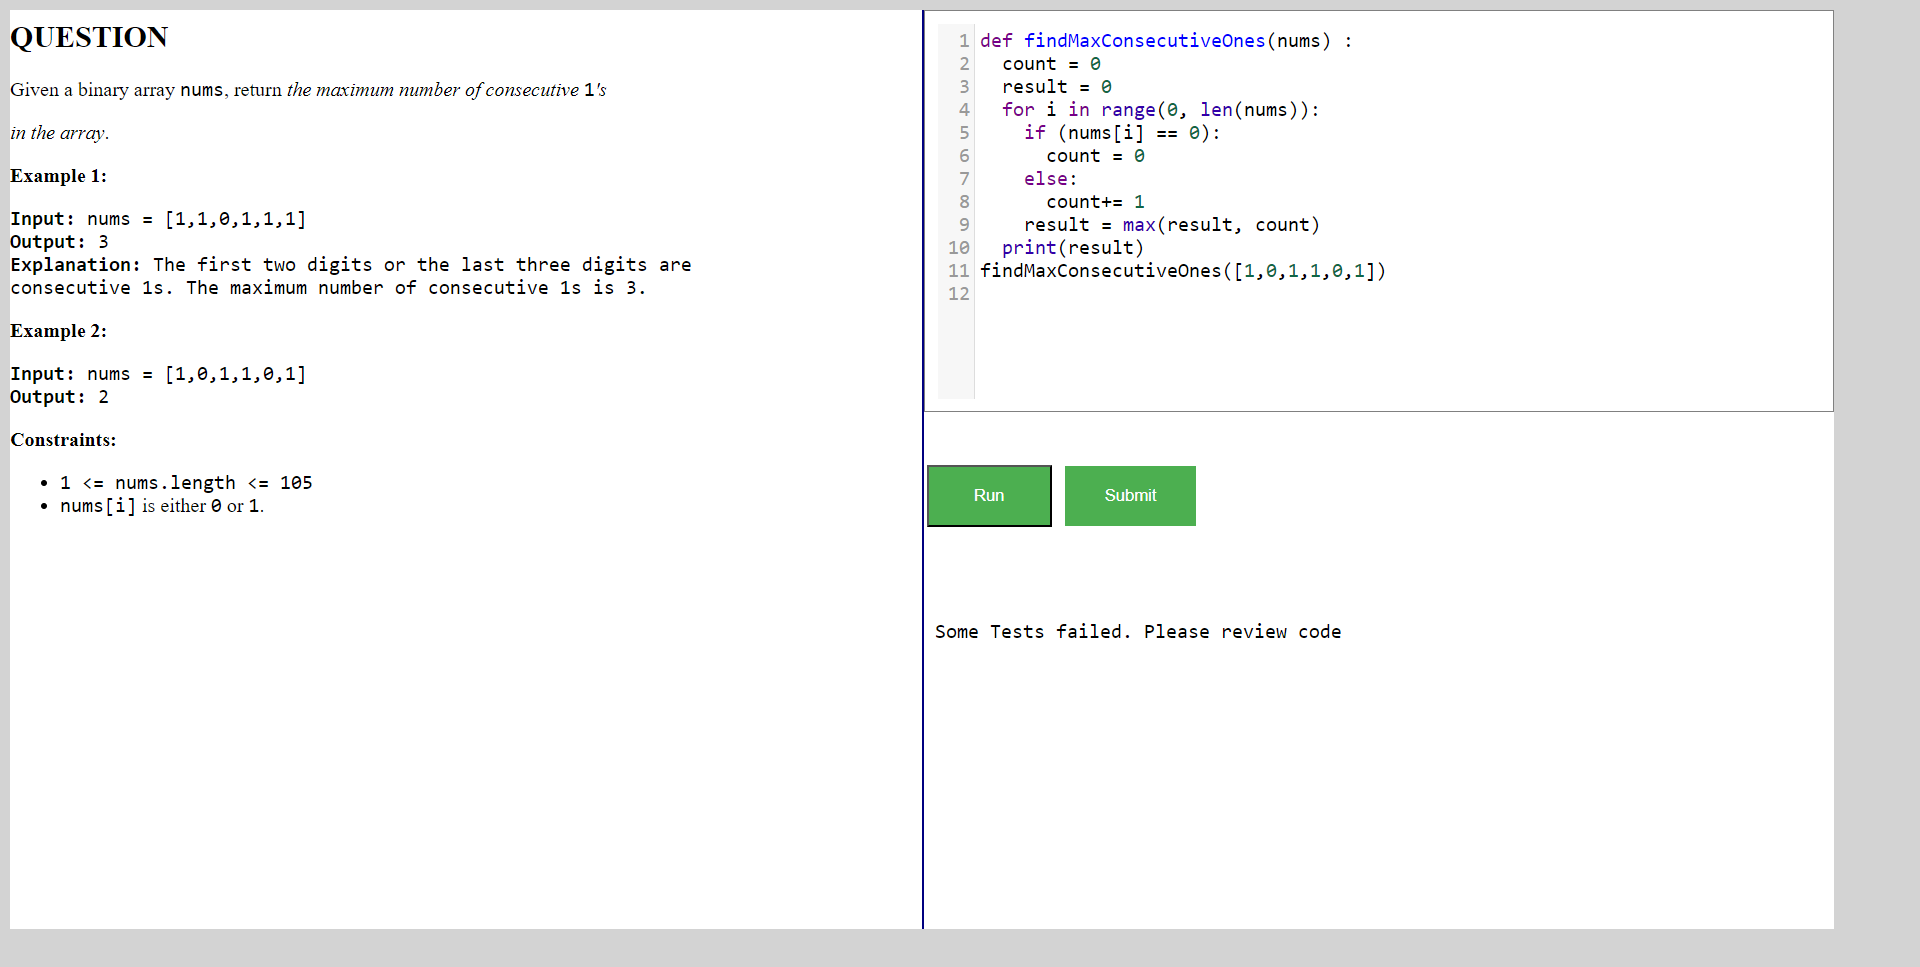 QUESTION
Given a binary array nums, return the maximum number of consecutive 1's
in the array.
Example 1:
Input: nums = [1,1,0,1,1,1]
Output: 3
Explanation: The first two digits or the last three digits are
consecutive 1s. The maximum number of consecutive 1s is 3.
Example 2:
Input: nums = [1,0,1,1,0,1]
Output: 2
Constraints:
• 1 <= nums.length <= 105
• nums[i] is either 0 or 1.
1 def findMaxConsecutiveOnes(nums) :
2   count = 0
3   result = 0
4   for i in range(0, len(nums)):
5     if (nums[i] == 0):
6       count = 0
7     else:
8       count+= 1
9     result = max(result, count)
10   print(result)
11 findMaxConsecutiveOnes([1,0,1,1,0,1])
12
Run Submit
Some Tests failed. Please review code